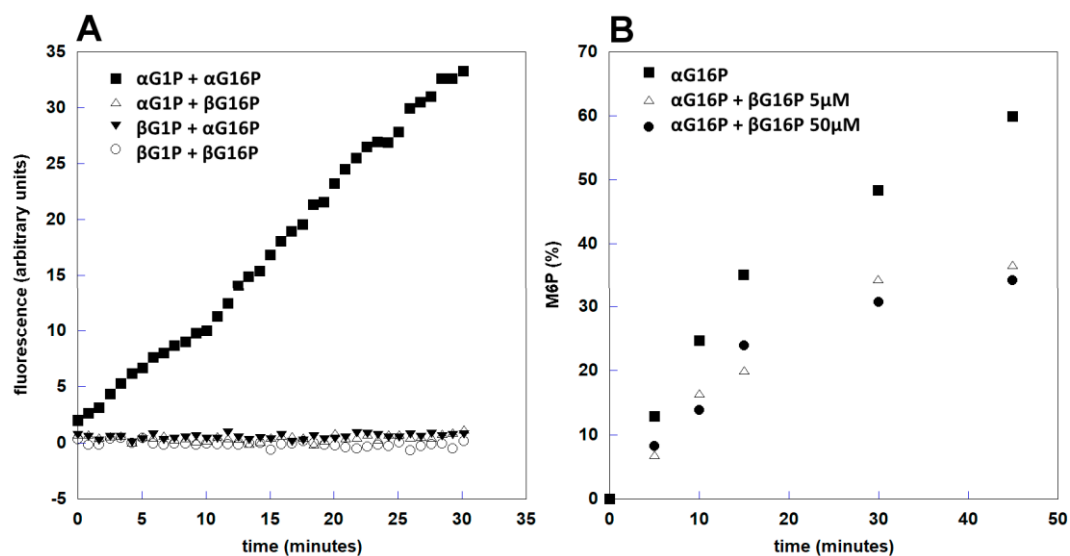 A
αG1P + αG16P
αG1P + βG16P
βG1P + αG16P
βG1P + βG16P
fluorescence (arbitrary units)
35
30
25
20
15
10
5
0
-5
0 5 10 15 20 25 30 35
time (minutes)
B
αG16P
αG16P + βG16P 5μM
αG16P + βG16P 50μM
M6P (%)
70
60
50
40
30
20
10
0
0 10 20 30 40 50
time (minutes)